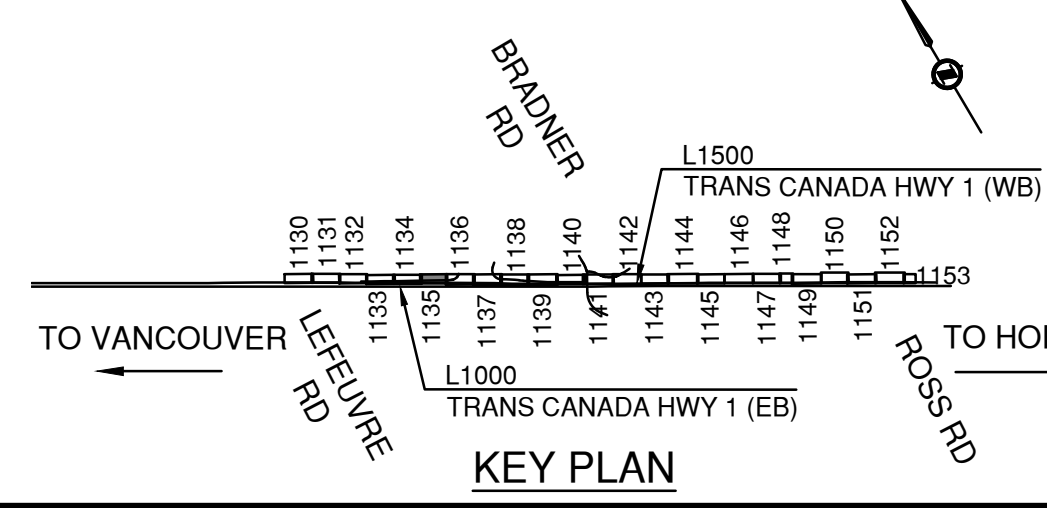 BRADNER
RD
L1500
TRANS CANADA HWY 1 (WB)
1130
1131
1132
1134
1136
1138
1140
1142
1144
1146
1148
1150
1152
1153
1133
1135
1137
1139
1141
1143
1145
1147
1149
1151
TO VANCOUVER
LEFEUVRE
RD
L1000
TRANS CANADA HWY 1 (EB)
ROSS RD
TO
KEY PLAN